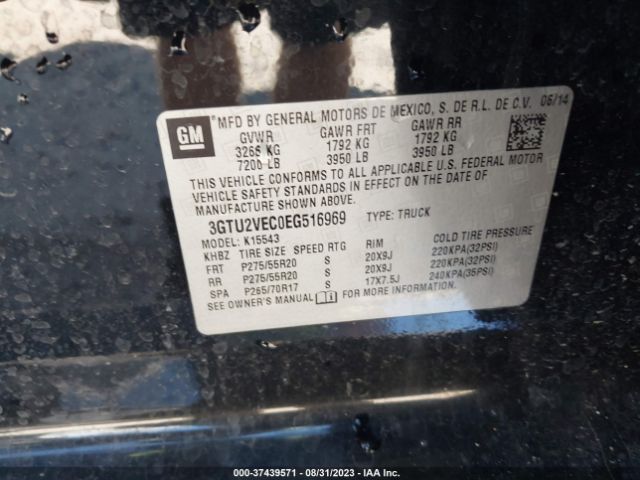 GM
MFD BY GENERAL MOTORS DE MEXICO, S. DE R.L. DE C.V. 06/14
GVWR GAWR FRT GAWR RR
3266 KG 1792 KG 1792 KG
7200 LB 3950 LB 3950 LB
THIS VEHICLE CONFORMS TO ALL APPLICABLE U.S. FEDERAL MOTOR
VEHICLE SAFETY STANDARDS IN EFFECT ON THE DATE OF
MANUFACTURE SHOWN ABOVE.
3GTU2VEC0EG516969 TYPE: TRUCK
MODEL: K15543
KHBZ TIRE SIZE SPEED RTG RIM COLD TIRE PRESSURE
FRT P275/55R20 S 20X9J 220KPA(32PSI)
RR P275/55R20 S 20X9J 220KPA(32PSI)
SPA P265/70R17 S 17X7.5J 240KPA(35PSI)
SEE OWNER'S MANUAL FOR MORE INFORMATION.
000-37439571 - 08/31/2023 - IAA Inc.